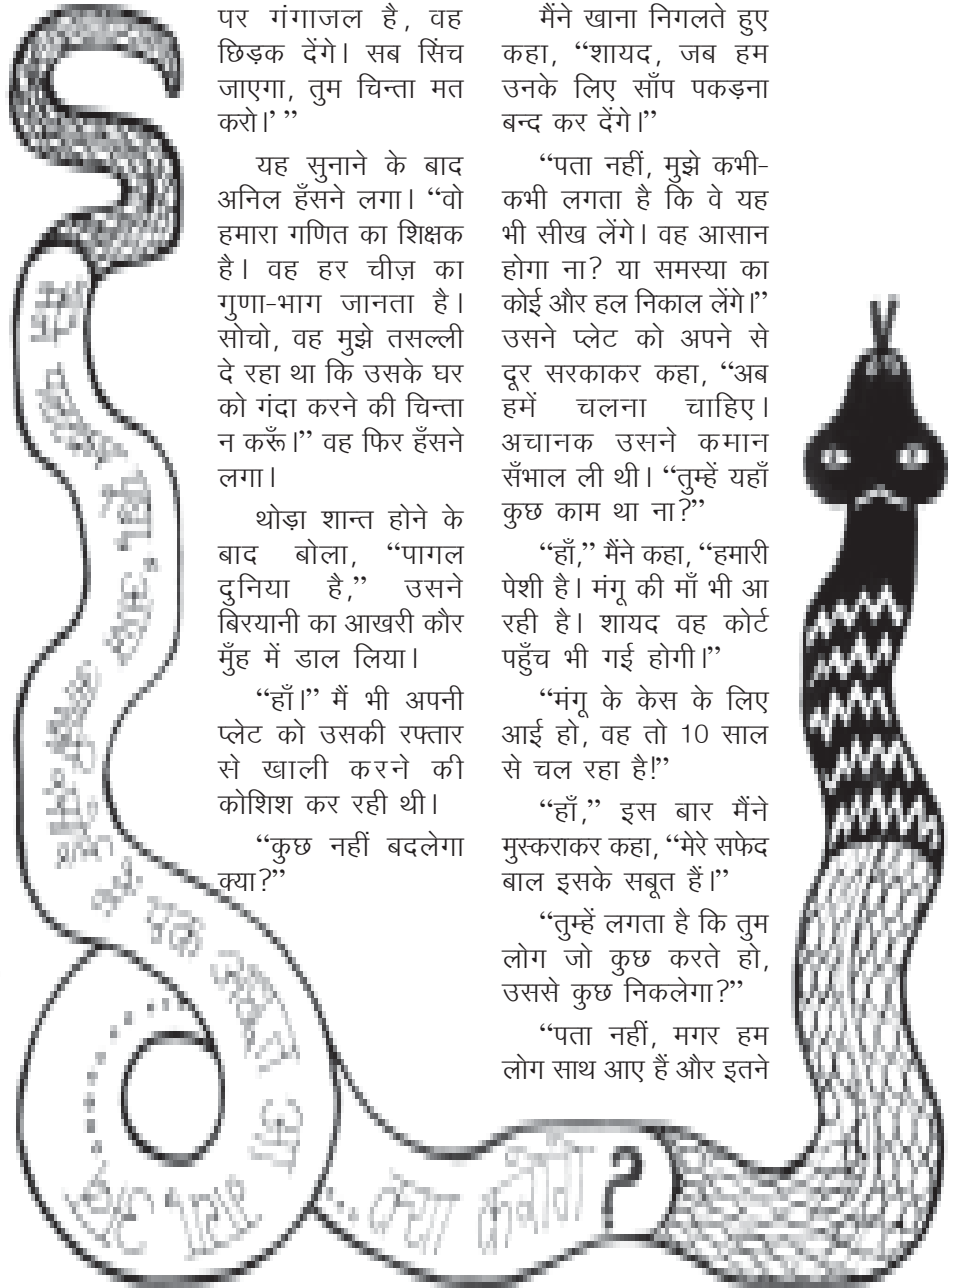 पर गंगाजल है, वह
छिड़क देंगे। सब सिंच
जाएगा, तुम चिन्ता मत
करो।’ ”
यह सुनाने के बाद
अनिल हँसने लगा। “वो
हमारा गणित का शिक्षक
है। वह हर चीज़ का
गुणा-भाग जानता है।
सोचो, वह मुझे तसल्ली
दे रहा था कि उसके घर
को गंदा करने की चिन्ता
न करूँ।” वह फिर हँसने
लगा।
थोड़ा शान्त होने के
बाद बोला, “पागल
दुनिया है,” उसने
बिरयानी का आखरी कौर
मुँह में डाल लिया।
“हाँ।” मैं भी अपनी
प्लेट को उसकी रफ्तार
से खाली करने की
कोशिश कर रही थी।
“कुछ नहीं बदलेगा
क्या?”
मैंने खाना निगलते हुए
कहा, “शायद, जब हम
उनके लिए साँप पकड़ना
बन्द कर देंगे।”
“पता नहीं, मुझे कभी-
कभी लगता है कि वे यह
भी सीख लेंगे। वह आसान
होगा ना? या समस्या का
कोई और हल निकाल लेंगे।”
उसने प्लेट को अपने से
दूर सरकाकर कहा, “अब
हमें चलना चाहिए।
अचानक उसने कमान
सँभाल ली थी। “तुम्हें यहाँ
कुछ काम था ना?”
“हाँ,” मैंने कहा, “हमारी
पेशी है। मंगू की माँ भी आ
रही है। शायद वह कोर्ट
पहुँच भी गई होगी।”
“मंगू के केस के लिए
आई हो, वह तो 10 साल
से चल रहा है!”
“हाँ,” इस बार मैंने
मुस्कराकर कहा, “मेरे सफेद
बाल इसके सबूत हैं।”
“तुम्हें लगता है कि तुम
लोग जो कुछ करते हो,
उससे कुछ निकलेगा?”
“पता नहीं, मगर हम
लोग साथ आए हैं और इतने
क्या
?